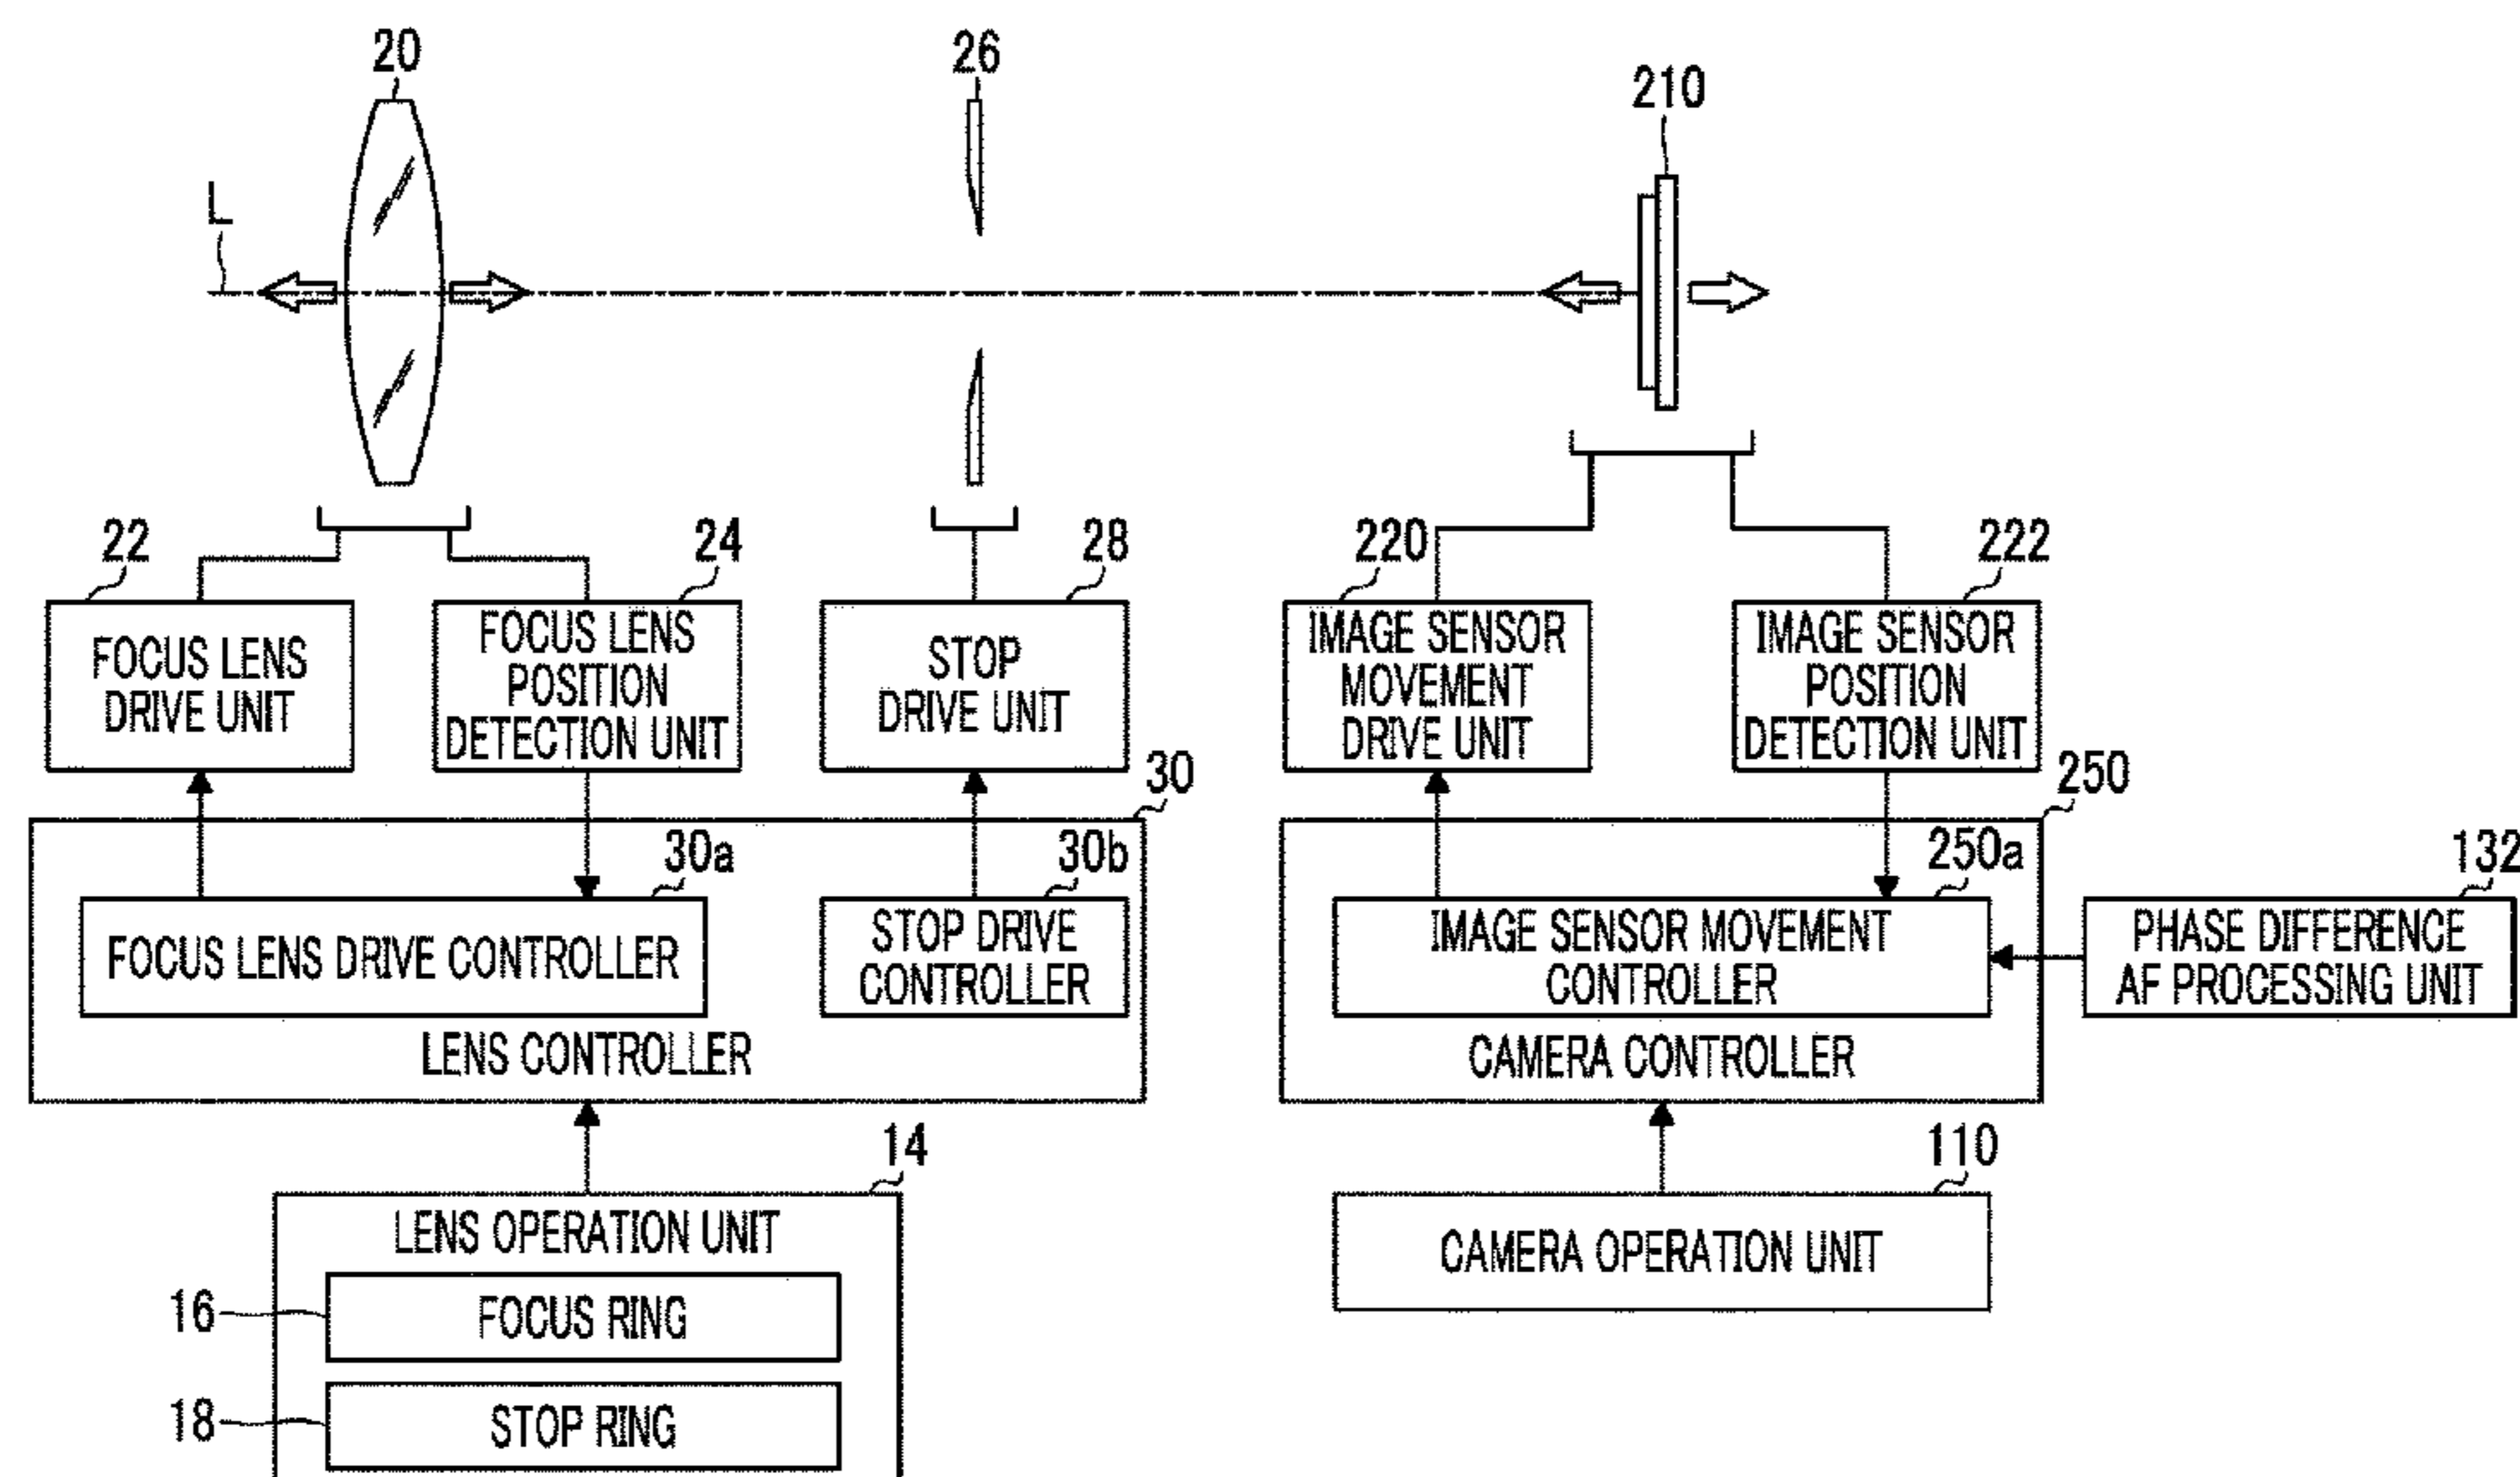 20
26
210
L
22
24
28
220
222
FOCUS LENS
DRIVE UNIT
FOCUS LENS
POSITION
DETECTION UNIT
STOP
DRIVE UNIT
IMAGE SENSOR
MOVEMENT
DRIVE UNIT
IMAGE SENSOR
POSITION
DETECTION UNIT
30
250
30a
30b
250a
132
FOCUS LENS DRIVE CONTROLLER
STOP DRIVE
CONTROLLER
IMAGE SENSOR MOVEMENT
CONTROLLER
PHASE DIFFERENCE
AF PROCESSING UNIT
LENS CONTROLLER
CAMERA CONTROLLER
14
110
LENS OPERATION UNIT
CAMERA OPERATION UNIT
16
FOCUS RING
18
STOP RING